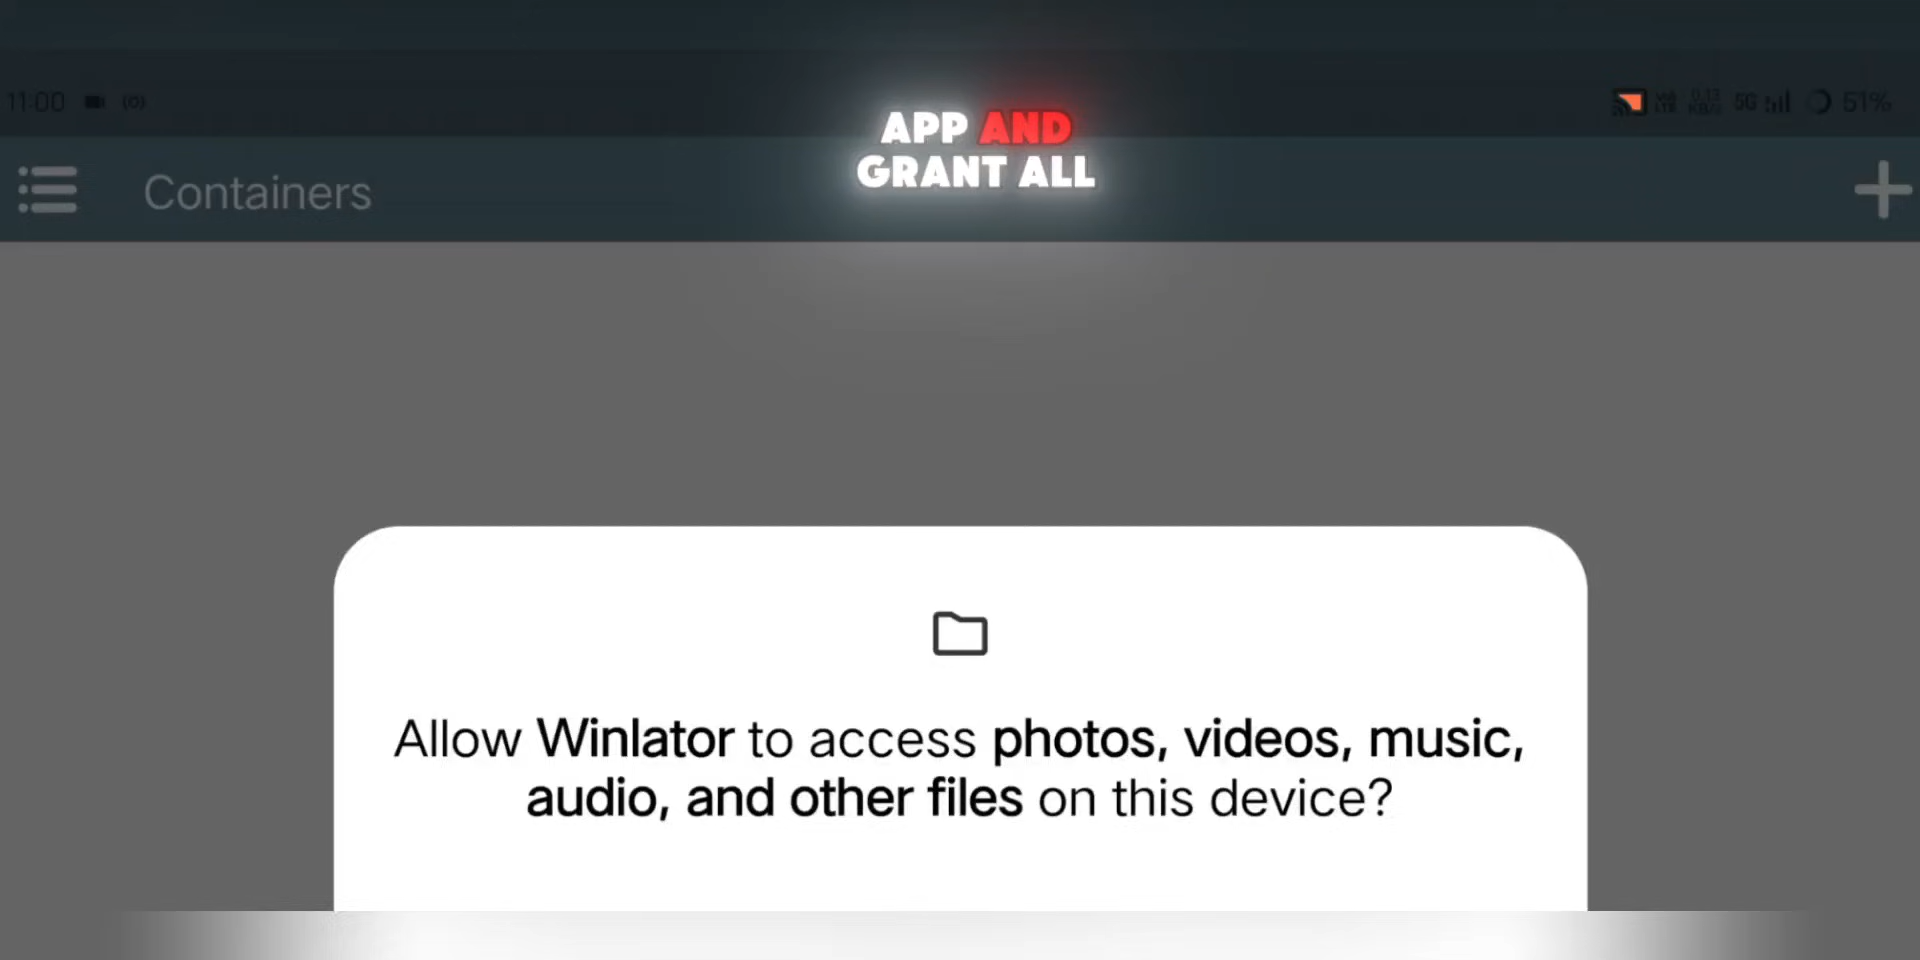 APP AND
GRANT ALL
11:00
5G 51%
Containers
Allow Winlator to access photos, videos, music,
audio, and other files on this device?